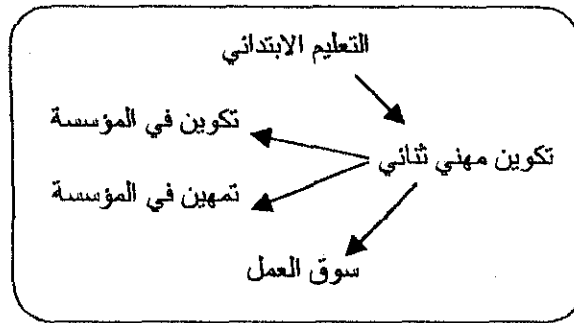 التعليم الابتدائي
تكوين في المؤسسة
تكوين مهني ثنائي
تمهين في المؤسسة
سوق العمل